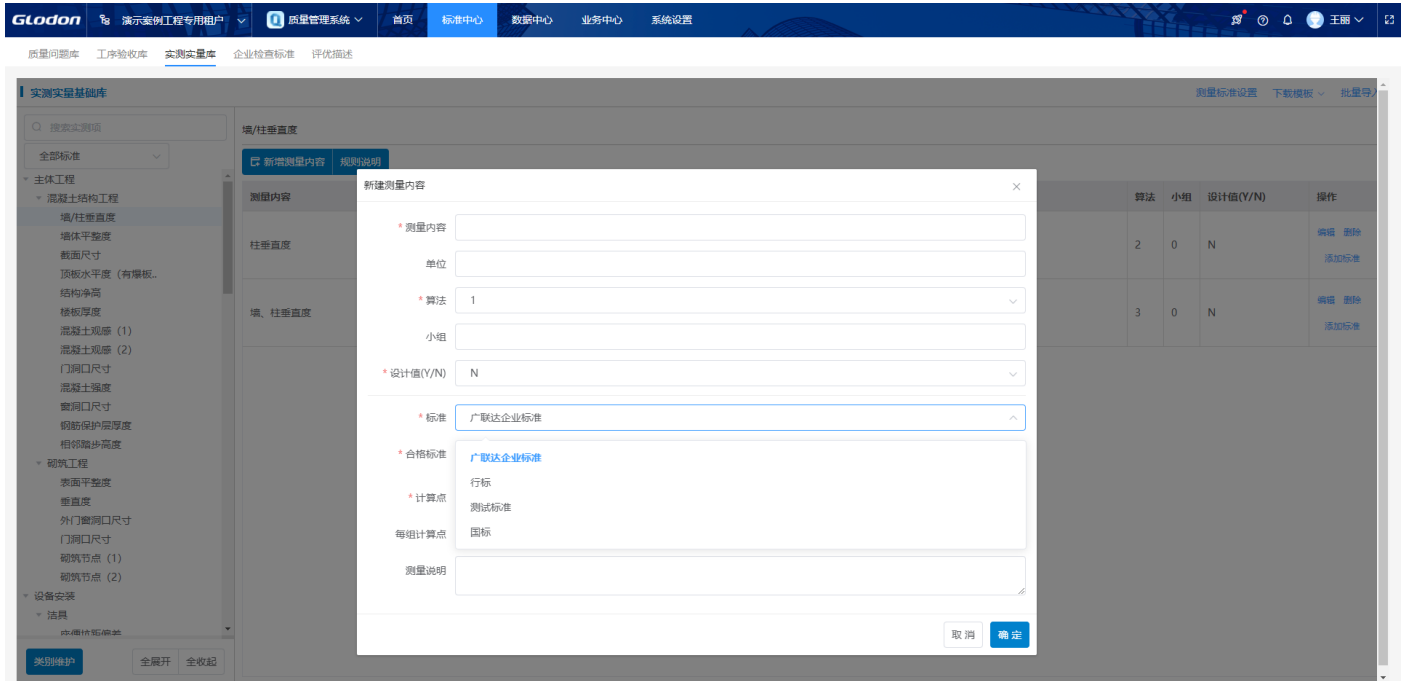 GLODON 演示案例工程专用租户 质量管理系统 首页 标准中心 数据中心 业务中心 系统设置 王丽
质量问题库 工序验收库 实测实量库 企业检查标准 评优描述
实测实量基础库 测量标准设置 下载模板 批量导入
搜索实测项
墙/柱垂直度
全部标准
新增测量内容 规则说明
主体工程
混凝土结构工程
墙/柱垂直度
墙体平整度
截面尺寸
顶板水平度（有爆板..
结构净高
楼板厚度
混凝土观感（1）
混凝土观感（2）
门洞口尺寸
混凝土强度
窗洞口尺寸
钢筋保护层厚度
相邻踏步高度
砌筑工程
表面平整度
垂直度
外门窗洞口尺寸
门洞口尺寸
砌筑节点（1）
砌筑节点（2）
设备安装
洁具
类别维护 全展开 全收起
测量内容 算法 小组 设计值(Y/N) 操作
柱垂直度 2 0 N 编辑 删除
添加标准
墙、柱垂直度 3 0 N 编辑 删除
添加标准
新建测量内容
* 测量内容
单位
* 算法 1
小组
* 设计值(Y/N) N
* 标准 广联达企业标准
* 合格标准
* 计算点
每组计算点
广联达企业标准
行标
测试标准
国标
测量说明
取消 确定